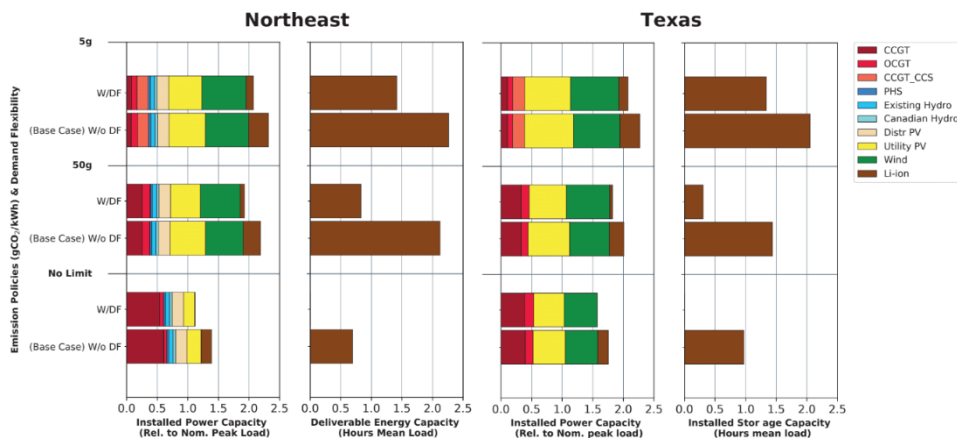 Northeast
Texas
Emission Policies (gCO₂/kWh) & Demand Flexibility
5g
W/DF
(Base Case) W/o DF
50g
W/DF
(Base Case) W/o DF
No Limit
W/DF
(Base Case) W/o DF
0.0 0.5 1.0 1.5 2.0 2.5
Installed Power Capacity
(Rel. to Nom. Peak Load)
0.0 0.5 1.0 1.5 2.0 2.5
Deliverable Energy Capacity
(Hours Mean Load)
0.0 0.5 1.0 1.5 2.0 2.5
Installed Power Capacity
(Rel. to Nom. peak load)
0.0 0.5 1.0 1.5 2.0 2.5
Installed Stor age Capacity
(Hours mean load)
CCGT
OCGT
CCGT_CCS
PHS
Existing Hydro
Canadian Hydro
Distr PV
Utility PV
Wind
Li-ion